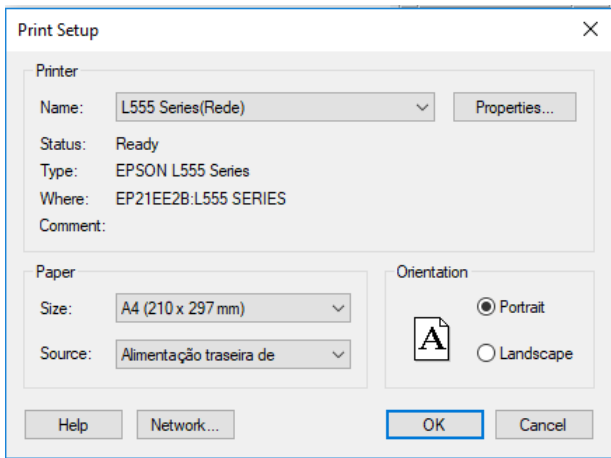 Print Setup
Printer
Name: L555 Series(Rede) Properties...
Status: Ready
Type: EPSON L555 Series
Where: EP21EE2B:L555 SERIES
Comment:
Paper Orientation
Size: A4 (210 x 297 mm) Portrait
Source: Alimentação traseira de A Landscape
Help Network... OK Cancel